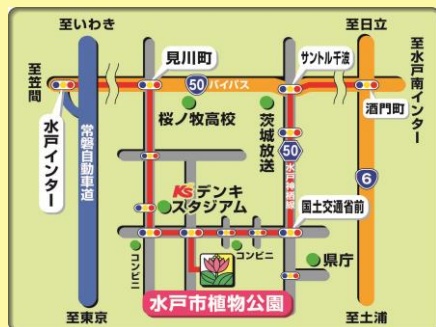 至いわき
至日立
見川町
サントル千波
至水戸南インター
至笠間
50
バイパス
酒門町
桜ノ牧高校
茨城放送
水戸インター
常磐自動車道
50
6
K'sデンキ
スタジアム
国土交通省前
コンビニ
コンビニ
県庁
水戸市植物公園
至東京
至土浦